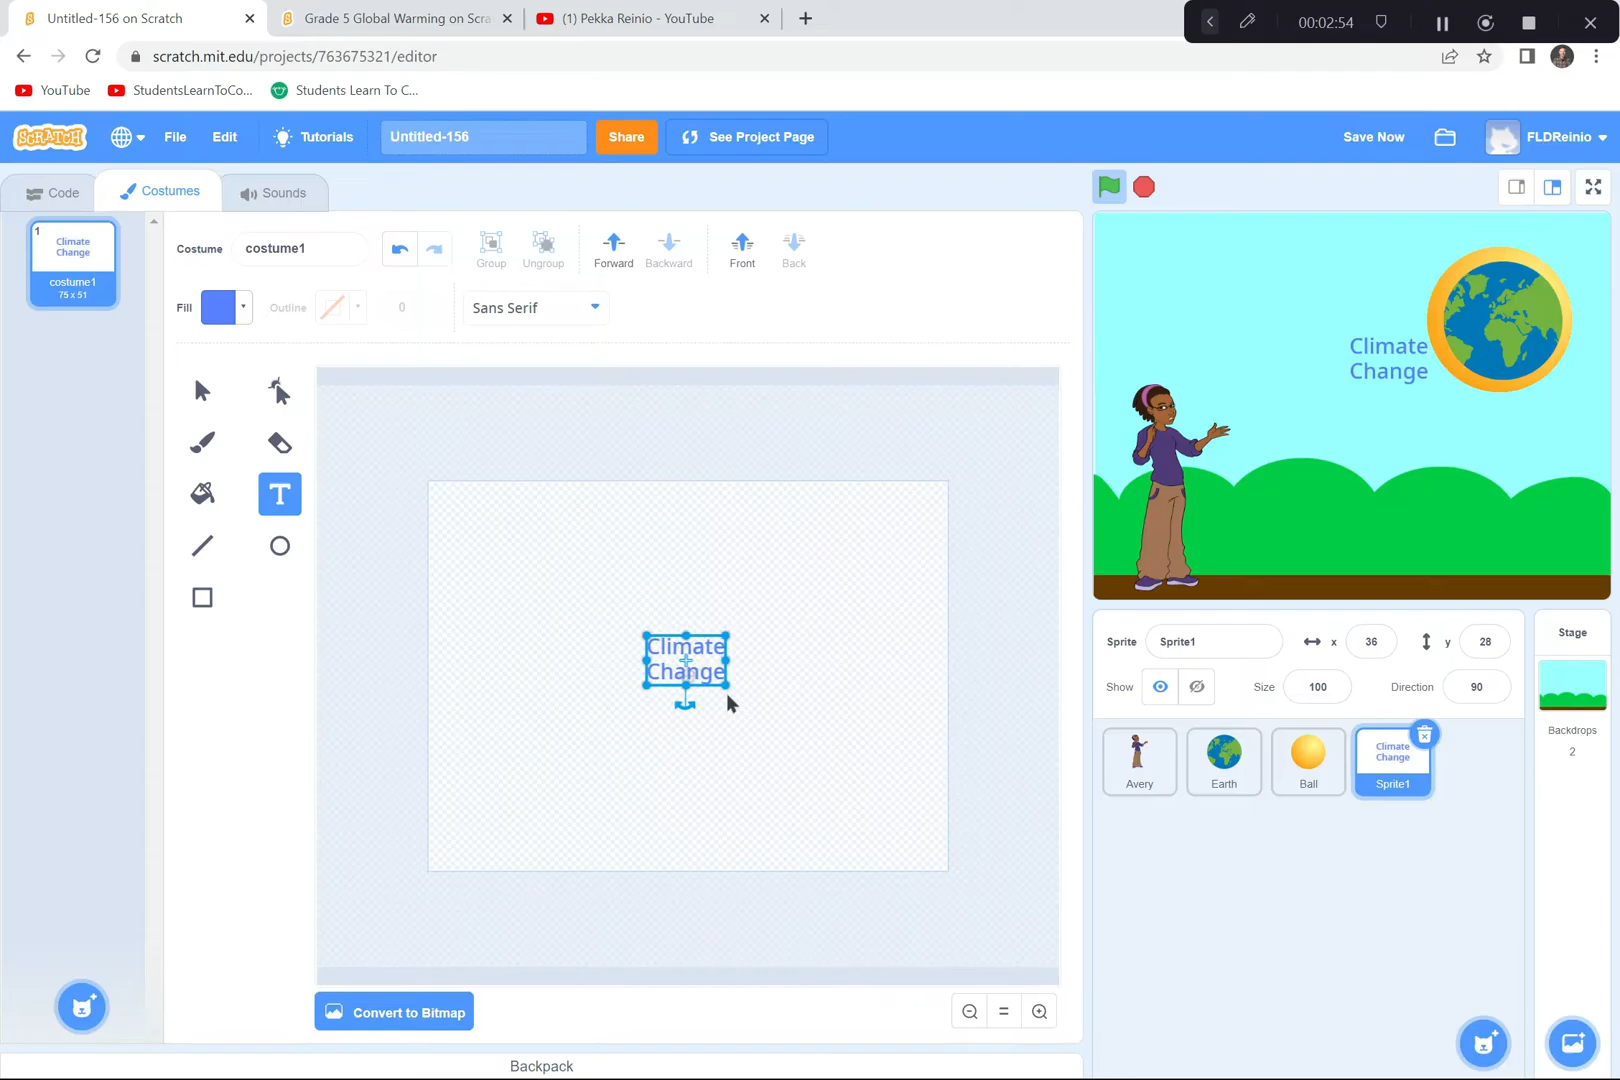 Untitled-156 on Scratch
Grade 5 Global Warming on Scra
(1) Pekka Reinio - YouTube
00:02:54
scratch.mit.edu/projects/763675321/editor
YouTube
StudentsLearnToCo...
Students Learn To C...
SCRATCH
File
Edit
Tutorials
Untitled-156
Share
See Project Page
Save Now
FLDReinio
Code
Costumes
Sounds
1
Climate
Change
costume1
75 x 51
Costume
costume1
Group
Ungroup
Forward
Backward
Front
Back
Fill
Outline
0
Sans Serif
T
Climate
Change
Climate
Change
Convert to Bitmap
Backpack
Sprite
Sprite1
x
36
y
28
Show
Size
100
Direction
90
Avery
Earth
Ball
Climate
Change
Sprite1
Stage
Backdrops
2